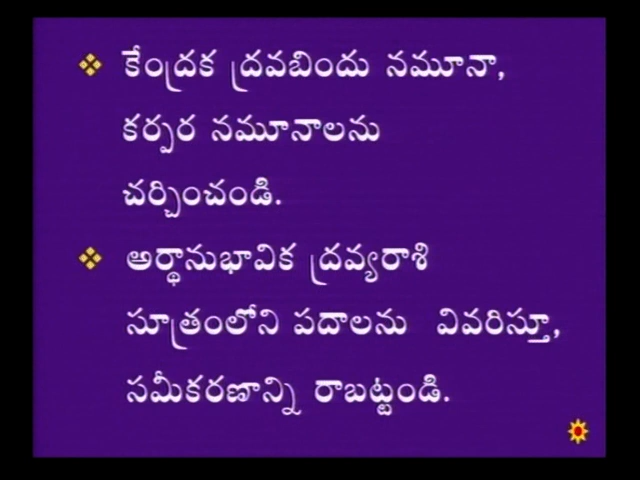 కేంద్రక ద్రవబిందు నమూనా,
కర్పర నమూనాలను
చర్చించండి.
అర్థానుభావిక ద్రవ్యరాశి
సూత్రంలోని పదాలను వివరిస్తూ,
సమీకరణాన్ని రాబట్టండి.